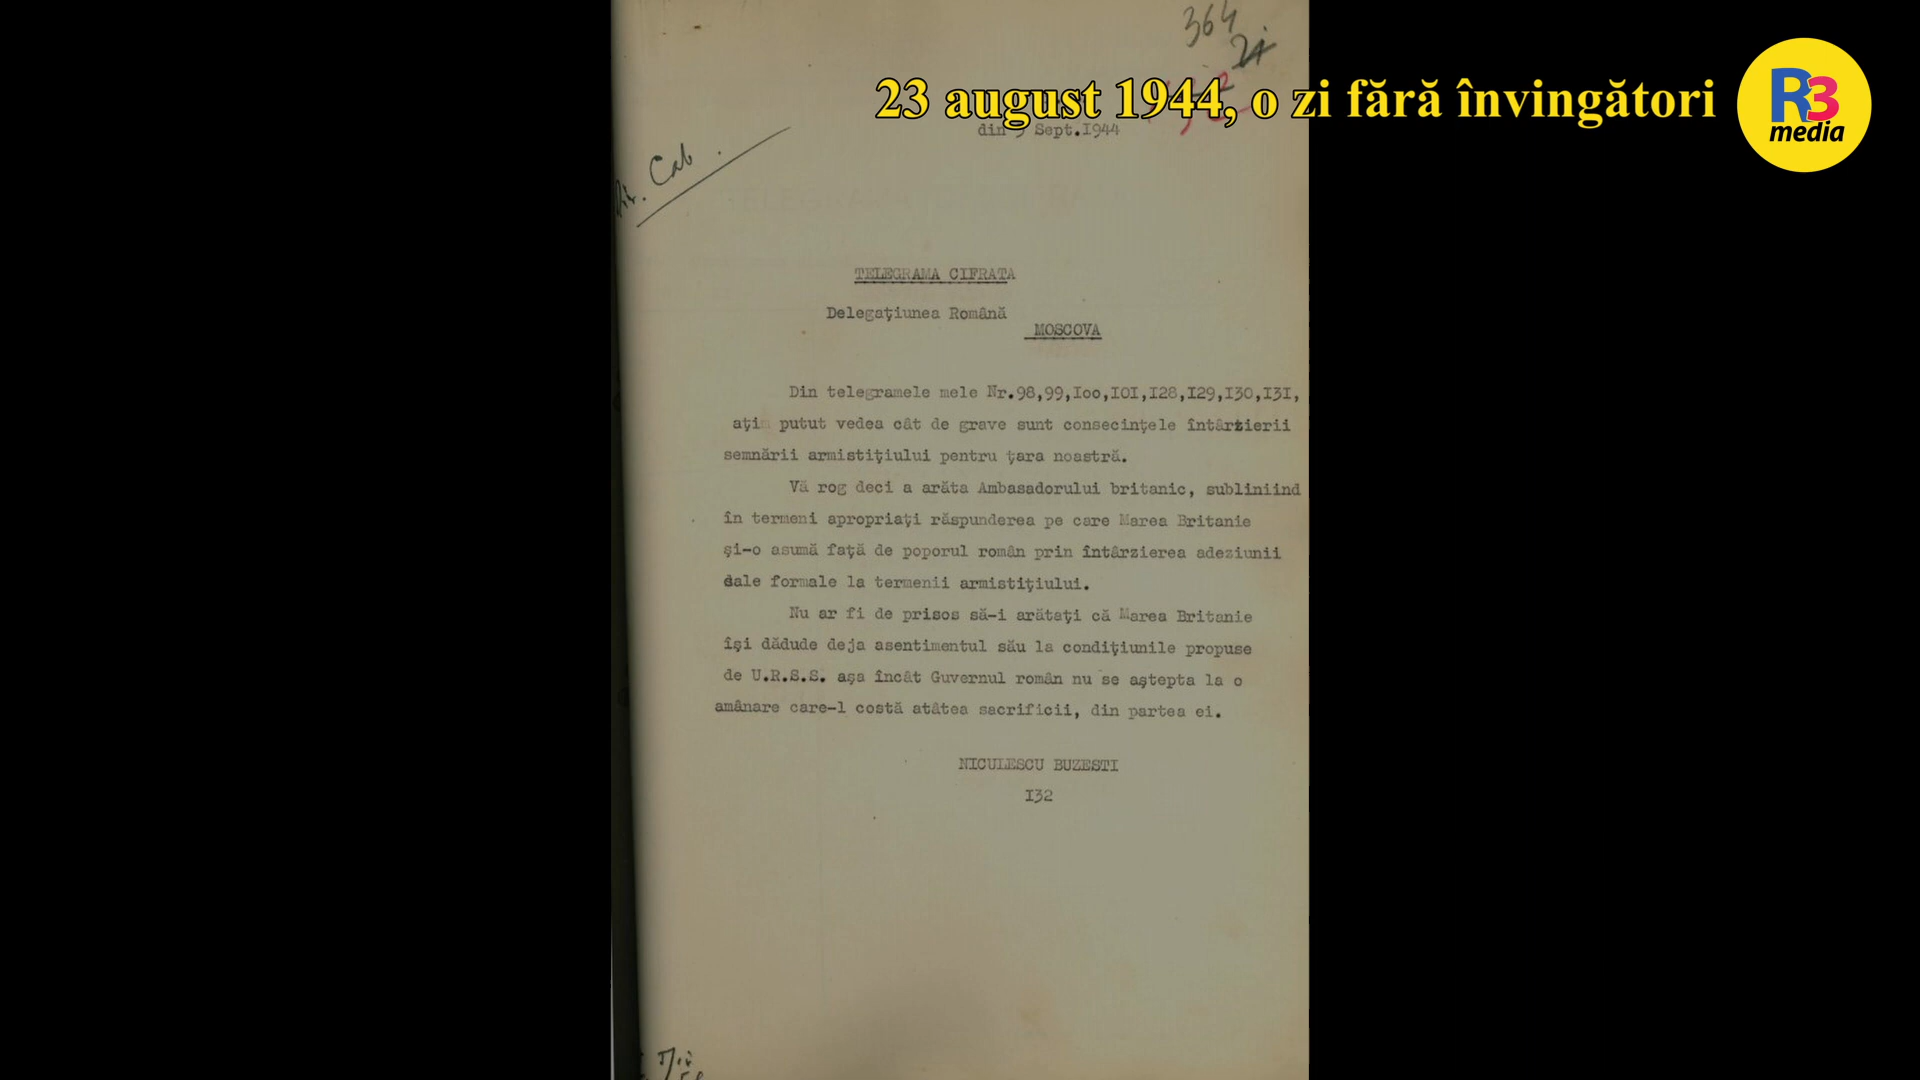 364
21
23 august 1944, o zi fără învingători
R3
media
din 9 Sept.1944
Cab.
TELEGRAMA CIFRATA
Delegaţiunea Română
MOSCOVA
Din telegramele mele Nr.98,99,Ioo,IOI,I28,I29,I30,I3I,
aţi putut vedea cât de grave sunt consecinţele întârzierii
semnării armistiţiului pentru ţara noastră.
Vă rog deci a arăta Ambasadorului britanic, subliniind
în termeni apropriaţi răspunderea pe care Marea Britanie
şi-o asumă faţă de poporul român prin întârzierea adeziunii
sale formale la termenii armistiţiului.
Nu ar fi de prisos să-i arătaţi că Marea Britanie
îşi dădude deja asentimentul său la condiţiunile propuse
de U.R.S.S. aşa încât Guvernul român nu se aştepta la o
amânare care-l costă atâtea sacrificii, din partea ei.
NICULESCU BUZESTI
I32